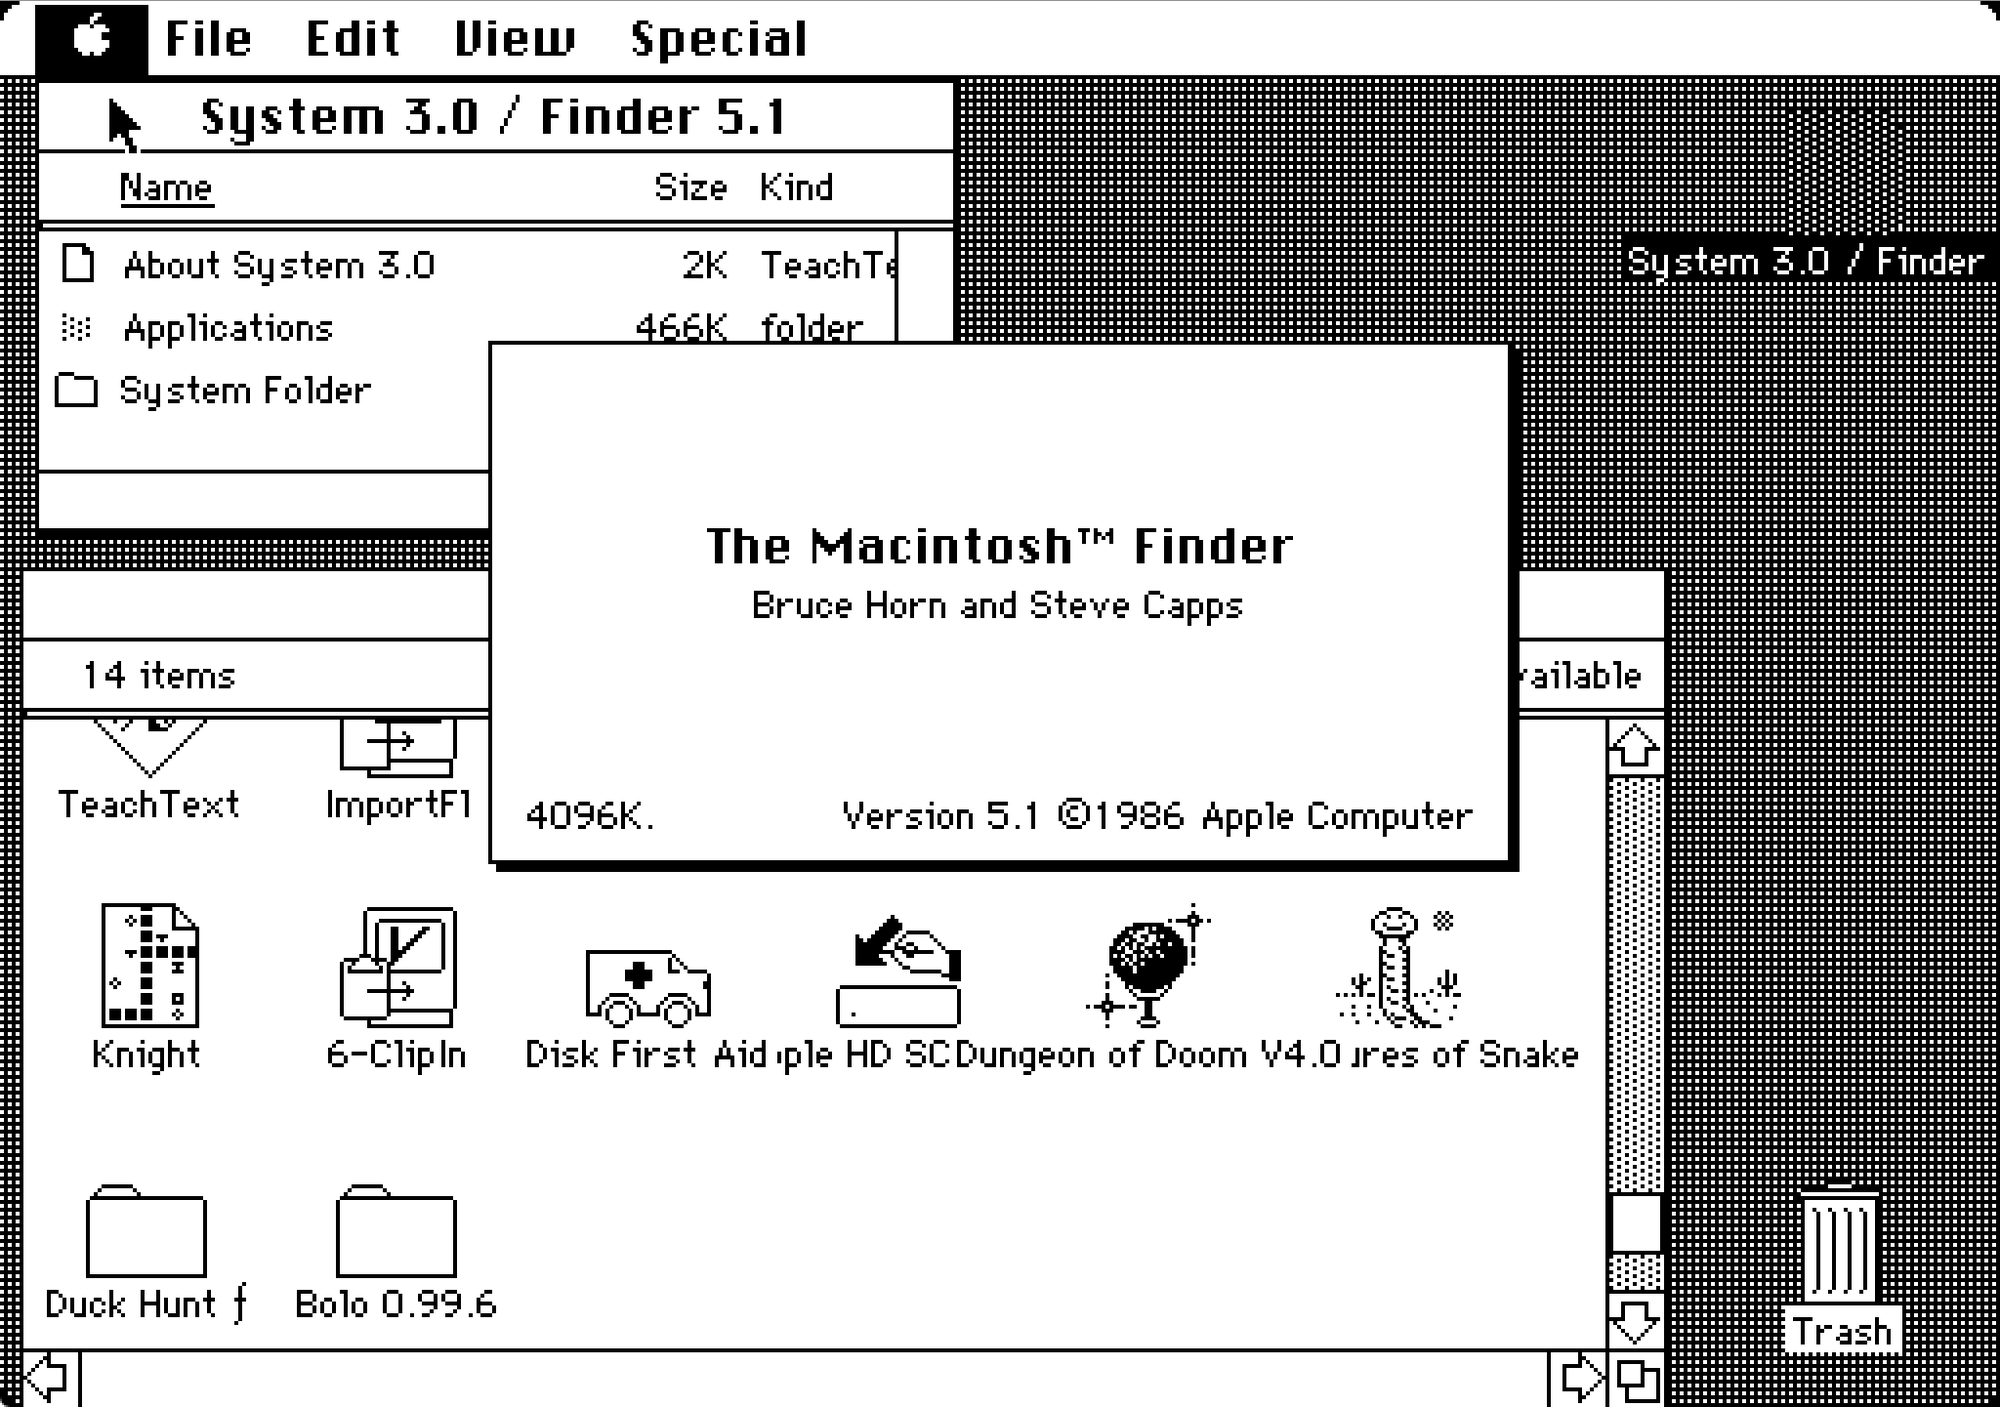 File Edit View Special
System 3.0 / Finder 5.1
Name Size Kind
About System 3.0 2K TeachTe
Applications 466K folder
System Folder
System 3.0 / Finder
The Macintosh™ Finder
Bruce Horn and Steve Capps
4096K. Version 5.1 ©1986 Apple Computer
14 items vailable
TeachText ImportFl
Knight 6-ClipIn Disk First Aid ple HD SC Dungeon of Doom V4.0 res of Snake
Duck Hunt ƒ Bolo 0.99.6
Trash